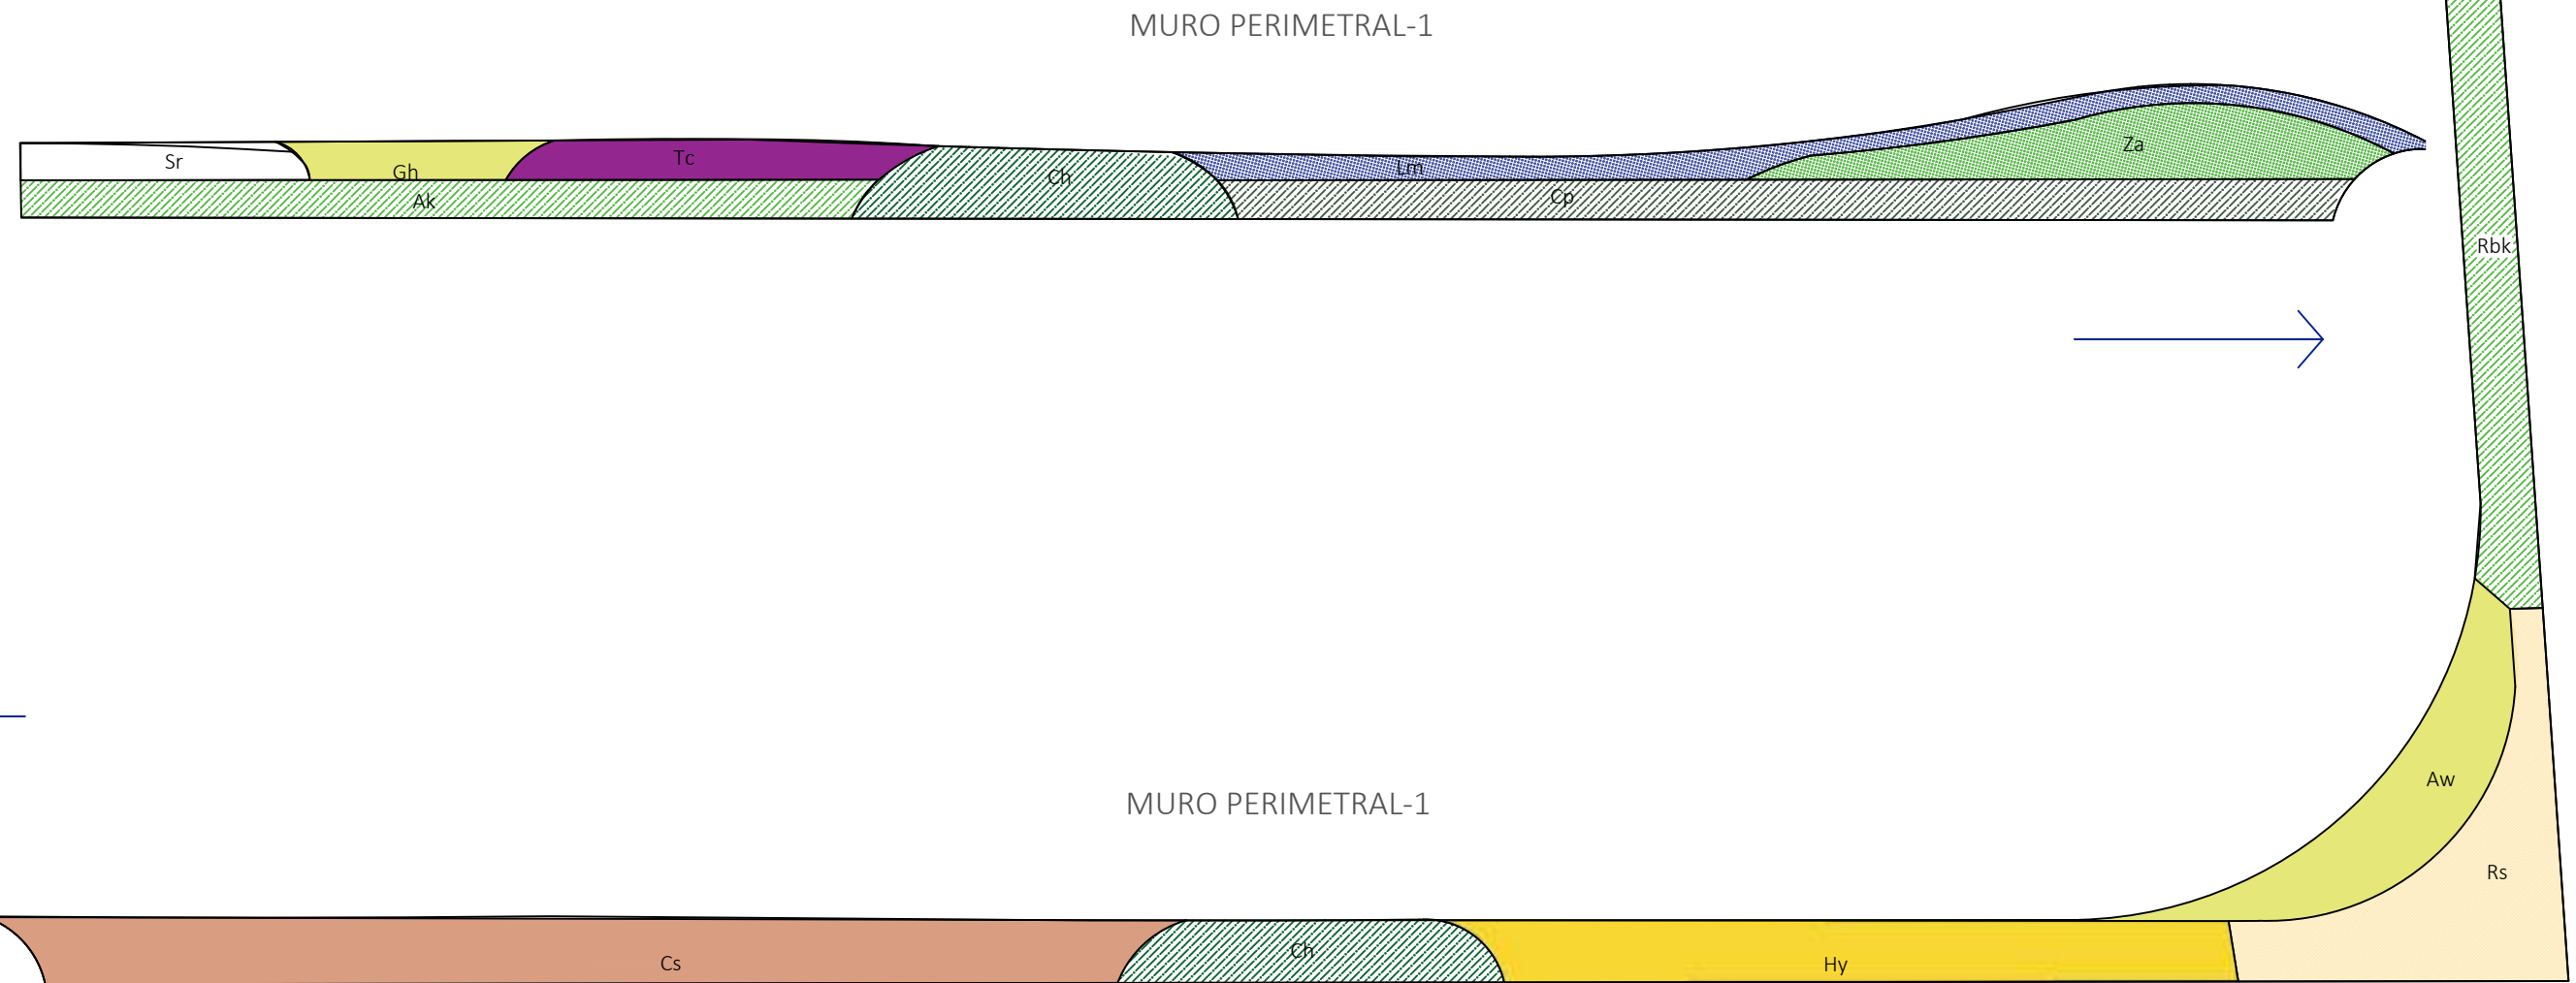 MURO PERIMETRAL-1
Sr
Gh
Tc
Ch
Lm
Za
Ak
Cp
Rbk
MURO PERIMETRAL-1
Aw
Rs
Cs
Ch
Hy